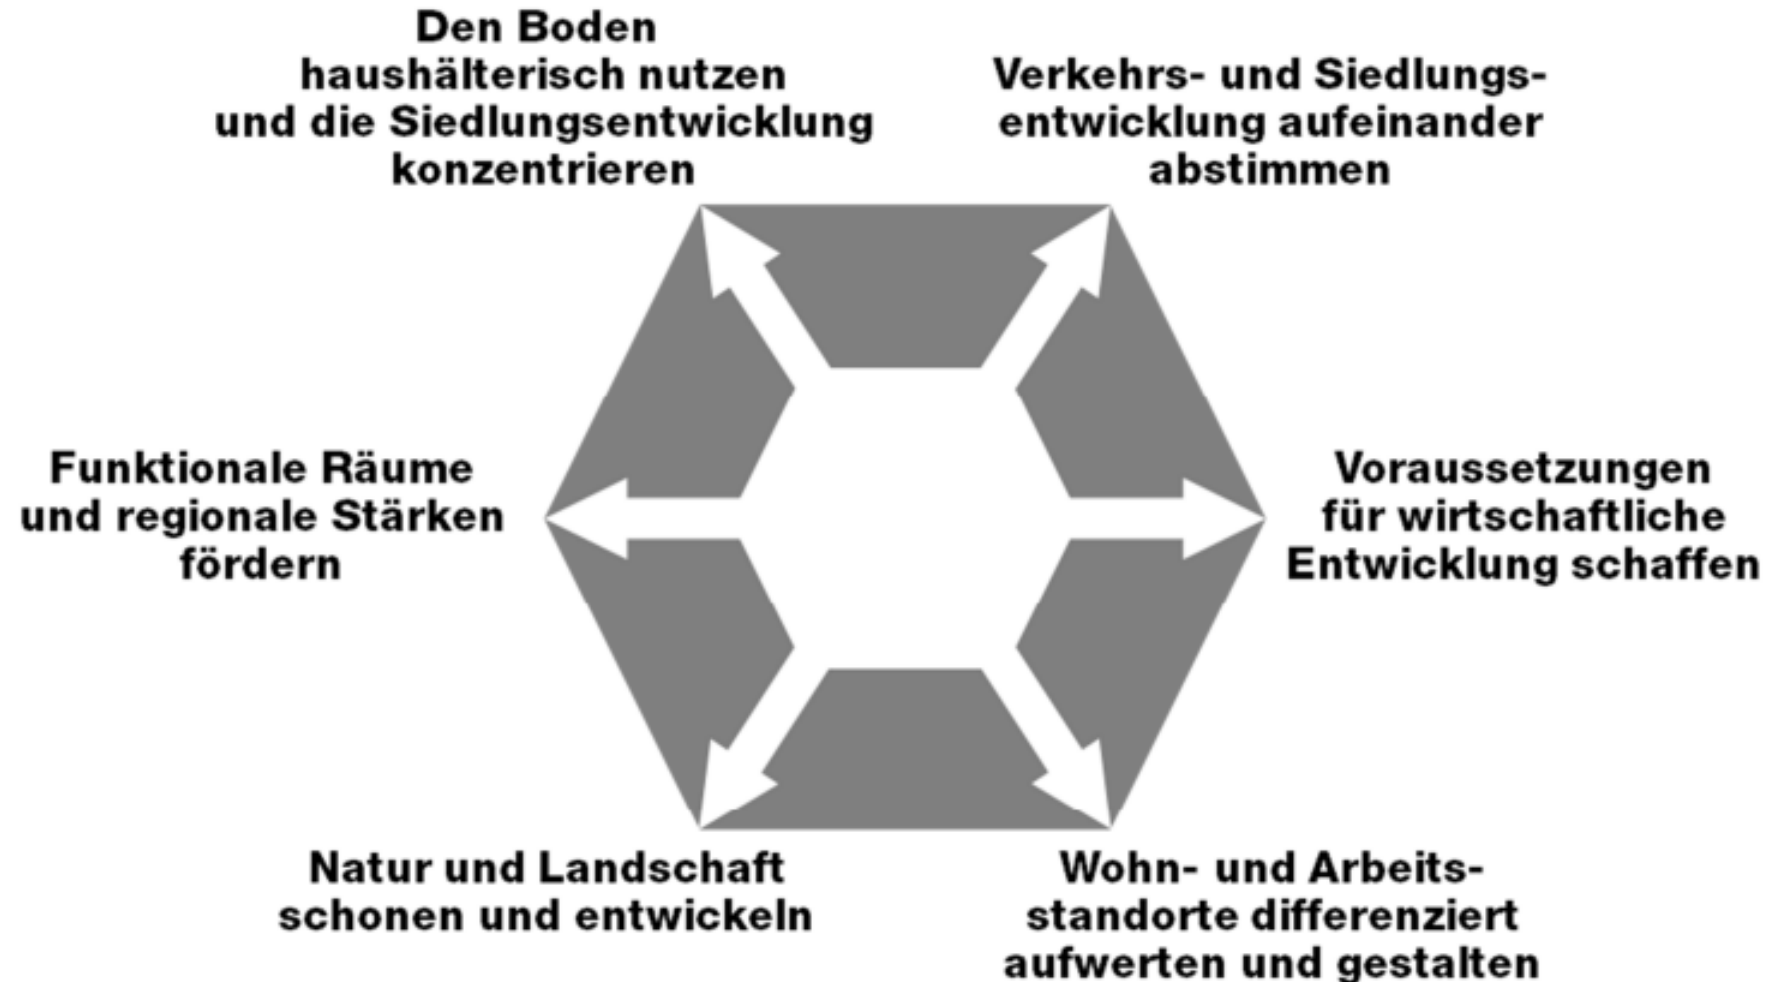 Den Boden
haushälterisch nutzen
und die Siedlungsentwicklung
konzentrieren
Verkehrs- und Siedlungs-
entwicklung aufeinander
abstimmen
Funktionale Räume
und regionale Stärken
fördern
Voraussetzungen
für wirtschaftliche
Entwicklung schaffen
Natur und Landschaft
schonen und entwickeln
Wohn- und Arbeits-
standorte differenziert
aufwerten und gestalten